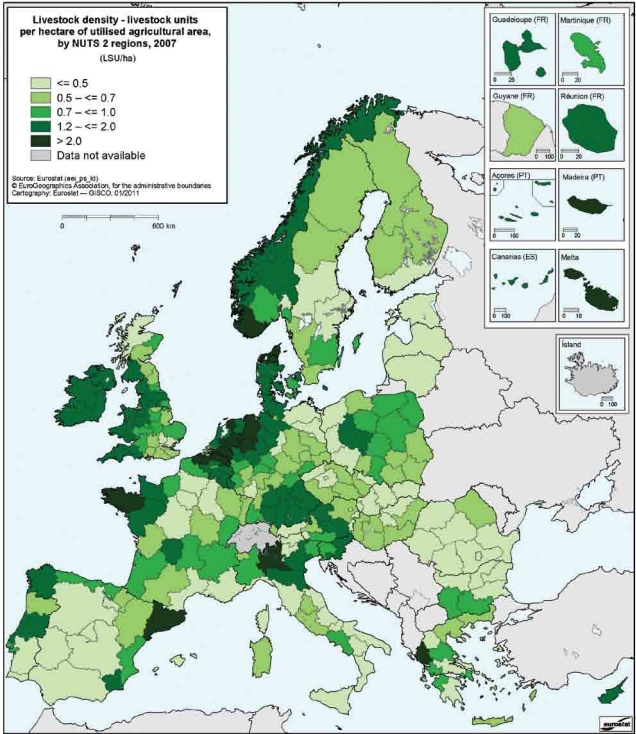 Livestock density - livestock units
per hectare of utilised agricultural area,
by NUTS 2 regions, 2007
(LSU/ha)
<= 0.5
0.5 – <= 0.7
0.7 – <= 1.0
1.2 – <= 2.0
> 2.0
Data not available
Source: Eurostat (aei_ps_ld)
© EuroGeographics Association, for the administrative boundaries
Cartography: Eurostat — GISCO, 01/2011
0 600 km
Guadeloupe (FR)
0 25
Martinique (FR)
0 20
Guyane (FR)
0 100
Réunion (FR)
0 20
Açores (PT)
0 100
Madeira (PT)
0 20
Canarias (ES)
0 100
Malta
0 10
Ísland
0 100
eurostat